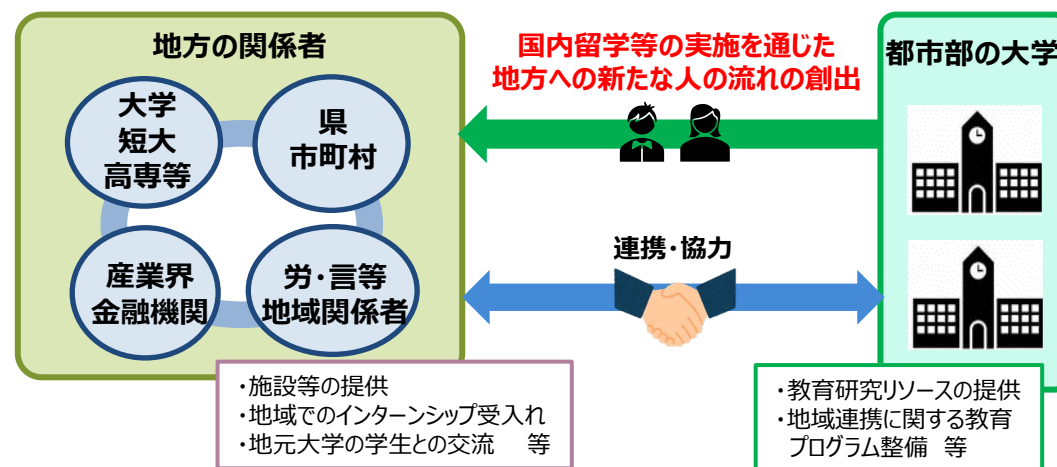 地方の関係者
大学
短大
高専等
県
市町村
産業界
金融機関
労・言等
地域関係者
国内留学等の実施を通じた
地方への新たな人の流れの創出
連携・協力
都市部の大学
・施設等の提供
・地域でのインターンシップ受入れ
・地元大学の学生との交流　等
・教育研究リソースの提供
・地域連携に関する教育
プログラム整備　等